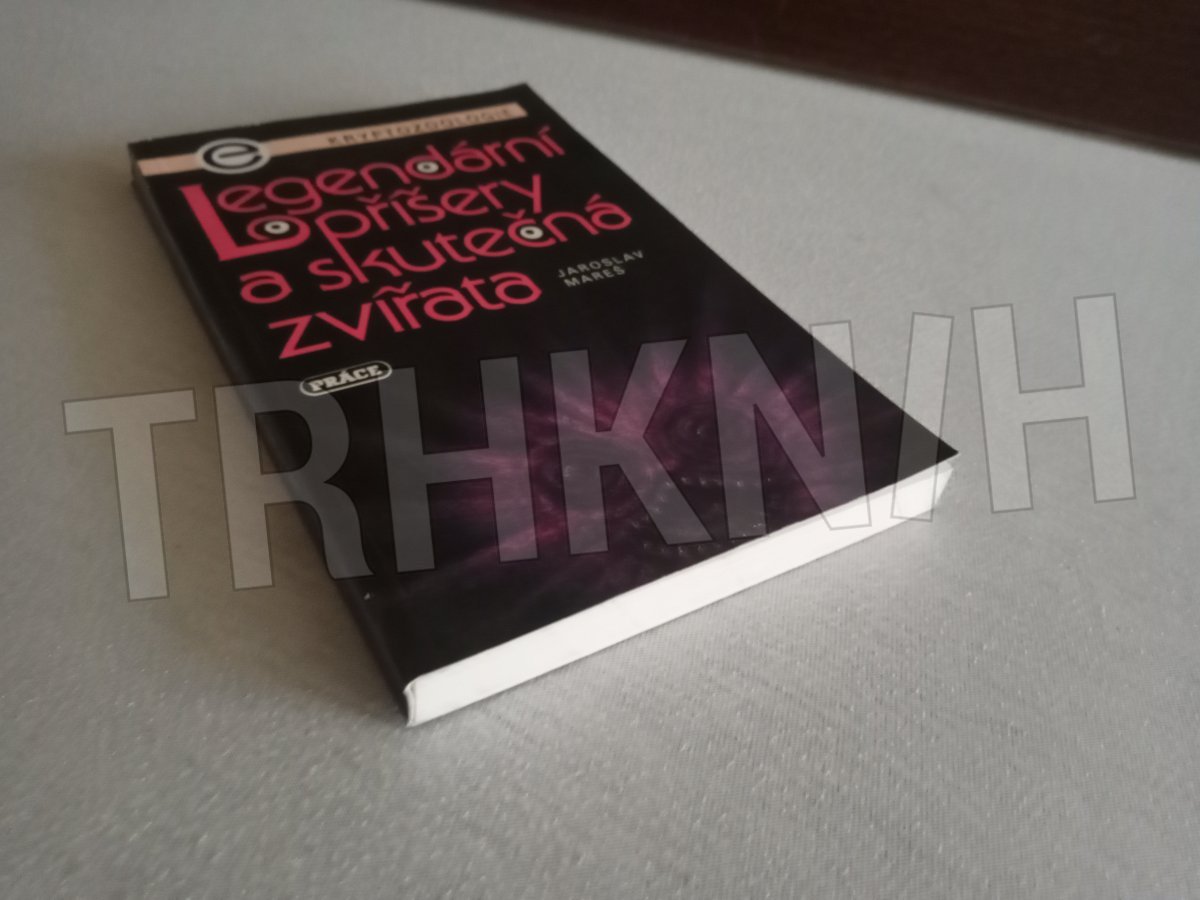 e
KRYPTOZOOLOGIE
Legendární
příšery
a skutečná
zvířata
JAROSLAV
MAREŠ
PRÁCE
TRHKNIH